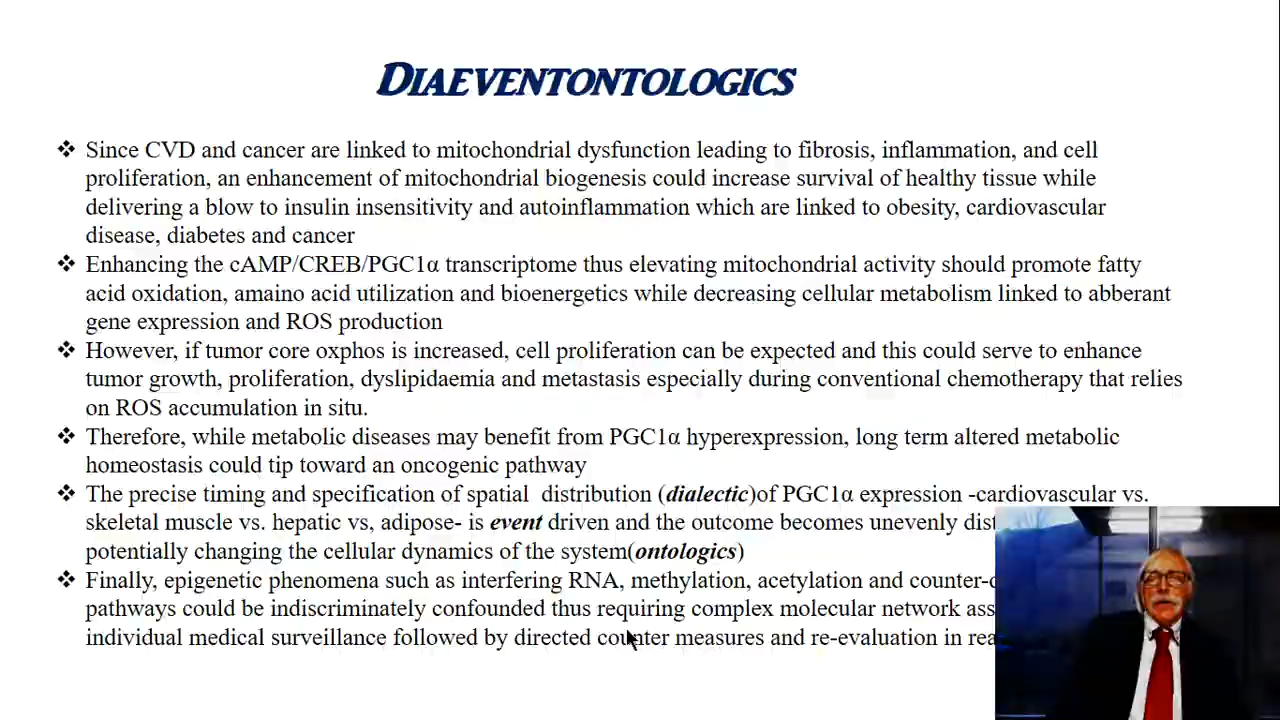 DIAEVENTONTOLOGICS
❖ Since CVD and cancer are linked to mitochondrial dysfunction leading to fibrosis, inflammation, and cell
proliferation, an enhancement of mitochondrial biogenesis could increase survival of healthy tissue while
delivering a blow to insulin insensitivity and autoinflammation which are linked to obesity, cardiovascular
disease, diabetes and cancer
❖ Enhancing the cAMP/CREB/PGC1α transcriptome thus elevating mitochondrial activity should promote fatty
acid oxidation, amaino acid utilization and bioenergetics while decreasing cellular metabolism linked to abberant
gene expression and ROS production
❖ However, if tumor core oxphos is increased, cell proliferation can be expected and this could serve to enhance
tumor growth, proliferation, dyslipidaemia and metastasis especially during conventional chemotherapy that relies
on ROS accumulation in situ.
❖ Therefore, while metabolic diseases may benefit from PGC1α hyperexpression, long term altered metabolic
homeostasis could tip toward an oncogenic pathway
❖ The precise timing and specification of spatial distribution (dialectic)of PGC1α expression -cardiovascular vs.
skeletal muscle vs. hepatic vs, adipose- is event driven and the outcome becomes unevenly
potentially changing the cellular dynamics of the system(ontologics)
❖ Finally, epigenetic phenomena such as interfering RNA, methylation, acetylation and
pathways could be indiscriminately confounded thus requiring complex molecular network
individual medical surveillance followed by directed counter measures and re-evaluation in